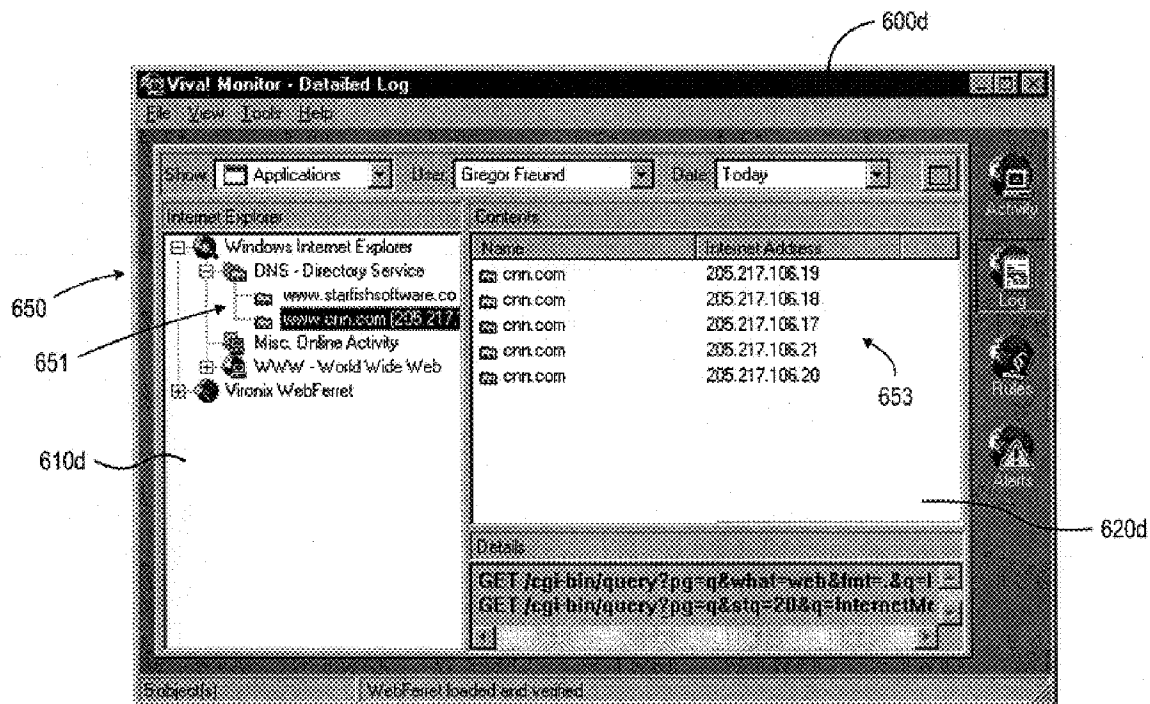 600d
Viva! Monitor - Detailed Log
File View Tools Help
Show Applications User Gregor Freund Date Today
Activity
Internet Explorer
Contents
Windows Internet Explorer
DNS - Directory Service
www.starfishsoftware.co
www.cnn.com [205.217.
Misc. Online Activity
WWW - World Wide Web
Vironix WebFerret
Name Internet Address
cnn.com 205.217.106.19
cnn.com 205.217.106.18
cnn.com 205.217.106.17
cnn.com 205.217.106.21
cnn.com 205.217.106.20
Log
Rules
Alerts
650
651
653
610d
620d
Details
GET /cgi-bin/query?pg=q&what=web&fmt=.&q=I
GET /cgi-bin/query?pg=q&stq=20&q=InternetMe
5 object(s) WebFerret loaded and verified